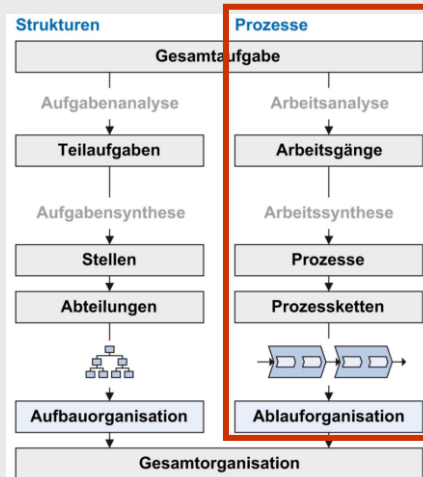 Strukturen
Prozesse
Gesamtaufgabe
Aufgabenanalyse
Arbeitsanalyse
Teilaufgaben
Arbeitsgänge
Aufgabensynthese
Arbeitssynthese
Stellen
Prozesse
Abteilungen
Prozessketten
Aufbauorganisation
Ablauforganisation
Gesamtorganisation